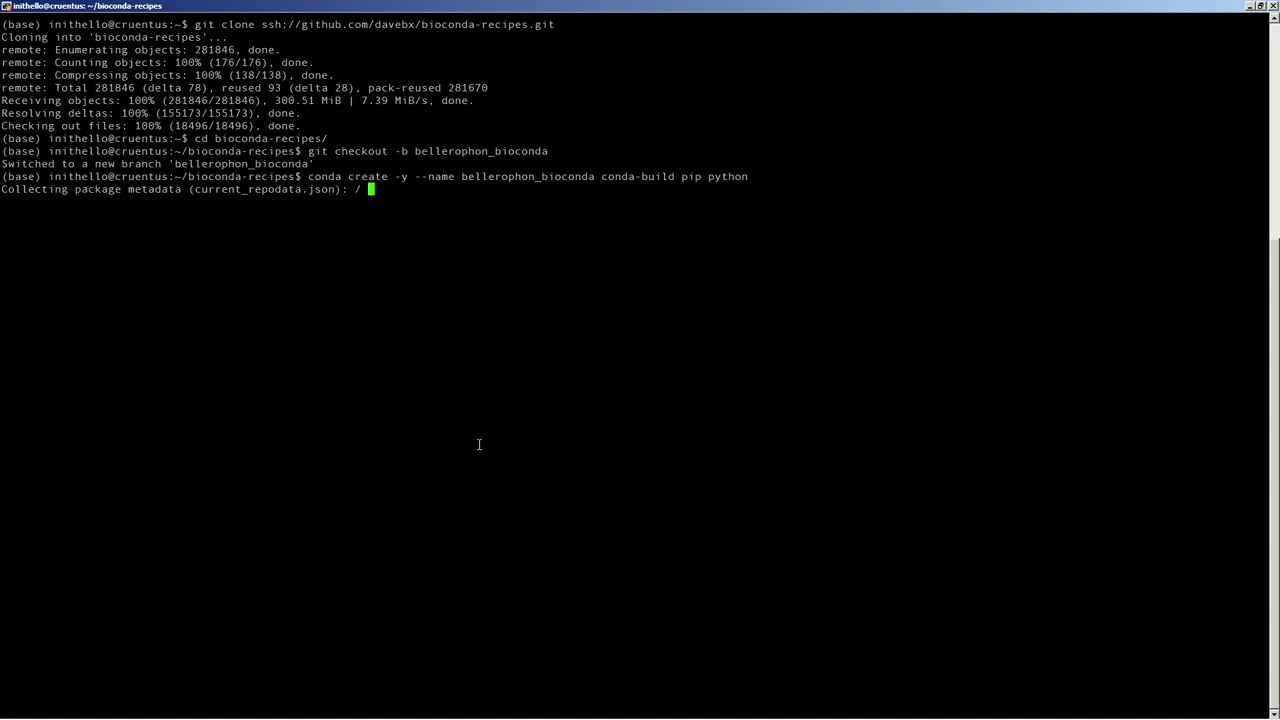 inithello@cruentus: ~/bioconda-recipes
(base) inithello@cruentus:~$ git clone ssh://github.com/davebx/bioconda-recipes.git
Cloning into 'bioconda-recipes'...
remote: Enumerating objects: 281846, done.
remote: Counting objects: 100% (176/176), done.
remote: Compressing objects: 100% (138/138), done.
remote: Total 281846 (delta 78), reused 93 (delta 28), pack-reused 281670
Receiving objects: 100% (281846/281846), 300.51 MiB | 7.39 MiB/s, done.
Resolving deltas: 100% (155173/155173), done.
Checking out files: 100% (18496/18496), done.
(base) inithello@cruentus:~$ cd bioconda-recipes/
(base) inithello@cruentus:~/bioconda-recipes$ git checkout -b bellerophon_bioconda
Switched to a new branch 'bellerophon_bioconda'
(base) inithello@cruentus:~/bioconda-recipes$ conda create -y --name bellerophon_bioconda conda-build pip python
Collecting package metadata (current_repodata.json): /